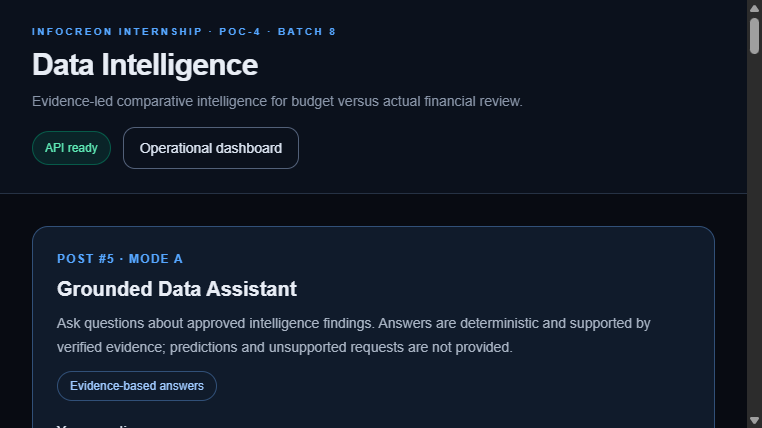 INFOCREON INTERNSHIP · POC-4 · BATCH 8
Data Intelligence
Evidence-led comparative intelligence for budget versus actual financial review.
API ready
Operational dashboard
POST #5 · MODE A
Grounded Data Assistant
Ask questions about approved intelligence findings. Answers are deterministic and supported by
verified evidence; predictions and unsupported requests are not provided.
Evidence-based answers